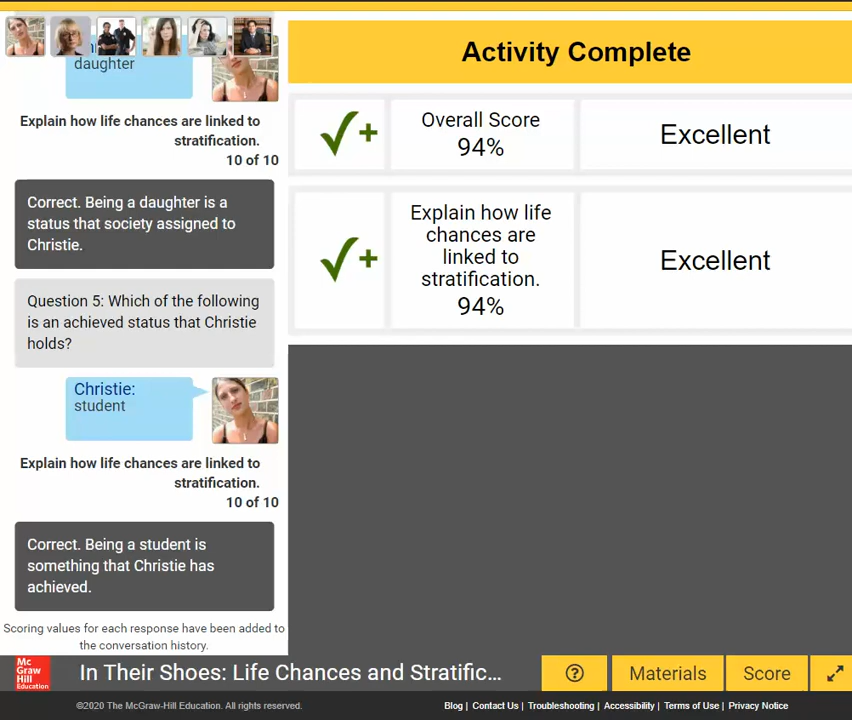 daughter
Explain how life chances are linked to
stratification.
10 of 10
Correct. Being a daughter is a
status that society assigned to
Christie.
Question 5: Which of the following
is an achieved status that Christie
holds?
Christie:
student
Explain how life chances are linked to
stratification.
10 of 10
Correct. Being a student is
something that Christie has
achieved.
Scoring values for each response have been added to
the conversation history.
Activity Complete
Overall Score
94%
Excellent
Explain how life
chances are
linked to
stratification.
94%
Excellent
Mc
Graw
Hill
Education
In Their Shoes: Life Chances and Stratific...
Materials
Score
©2020 The McGraw-Hill Education. All rights reserved.
Blog | Contact Us | Troubleshooting | Accessibility | Terms of Use | Privacy Notice